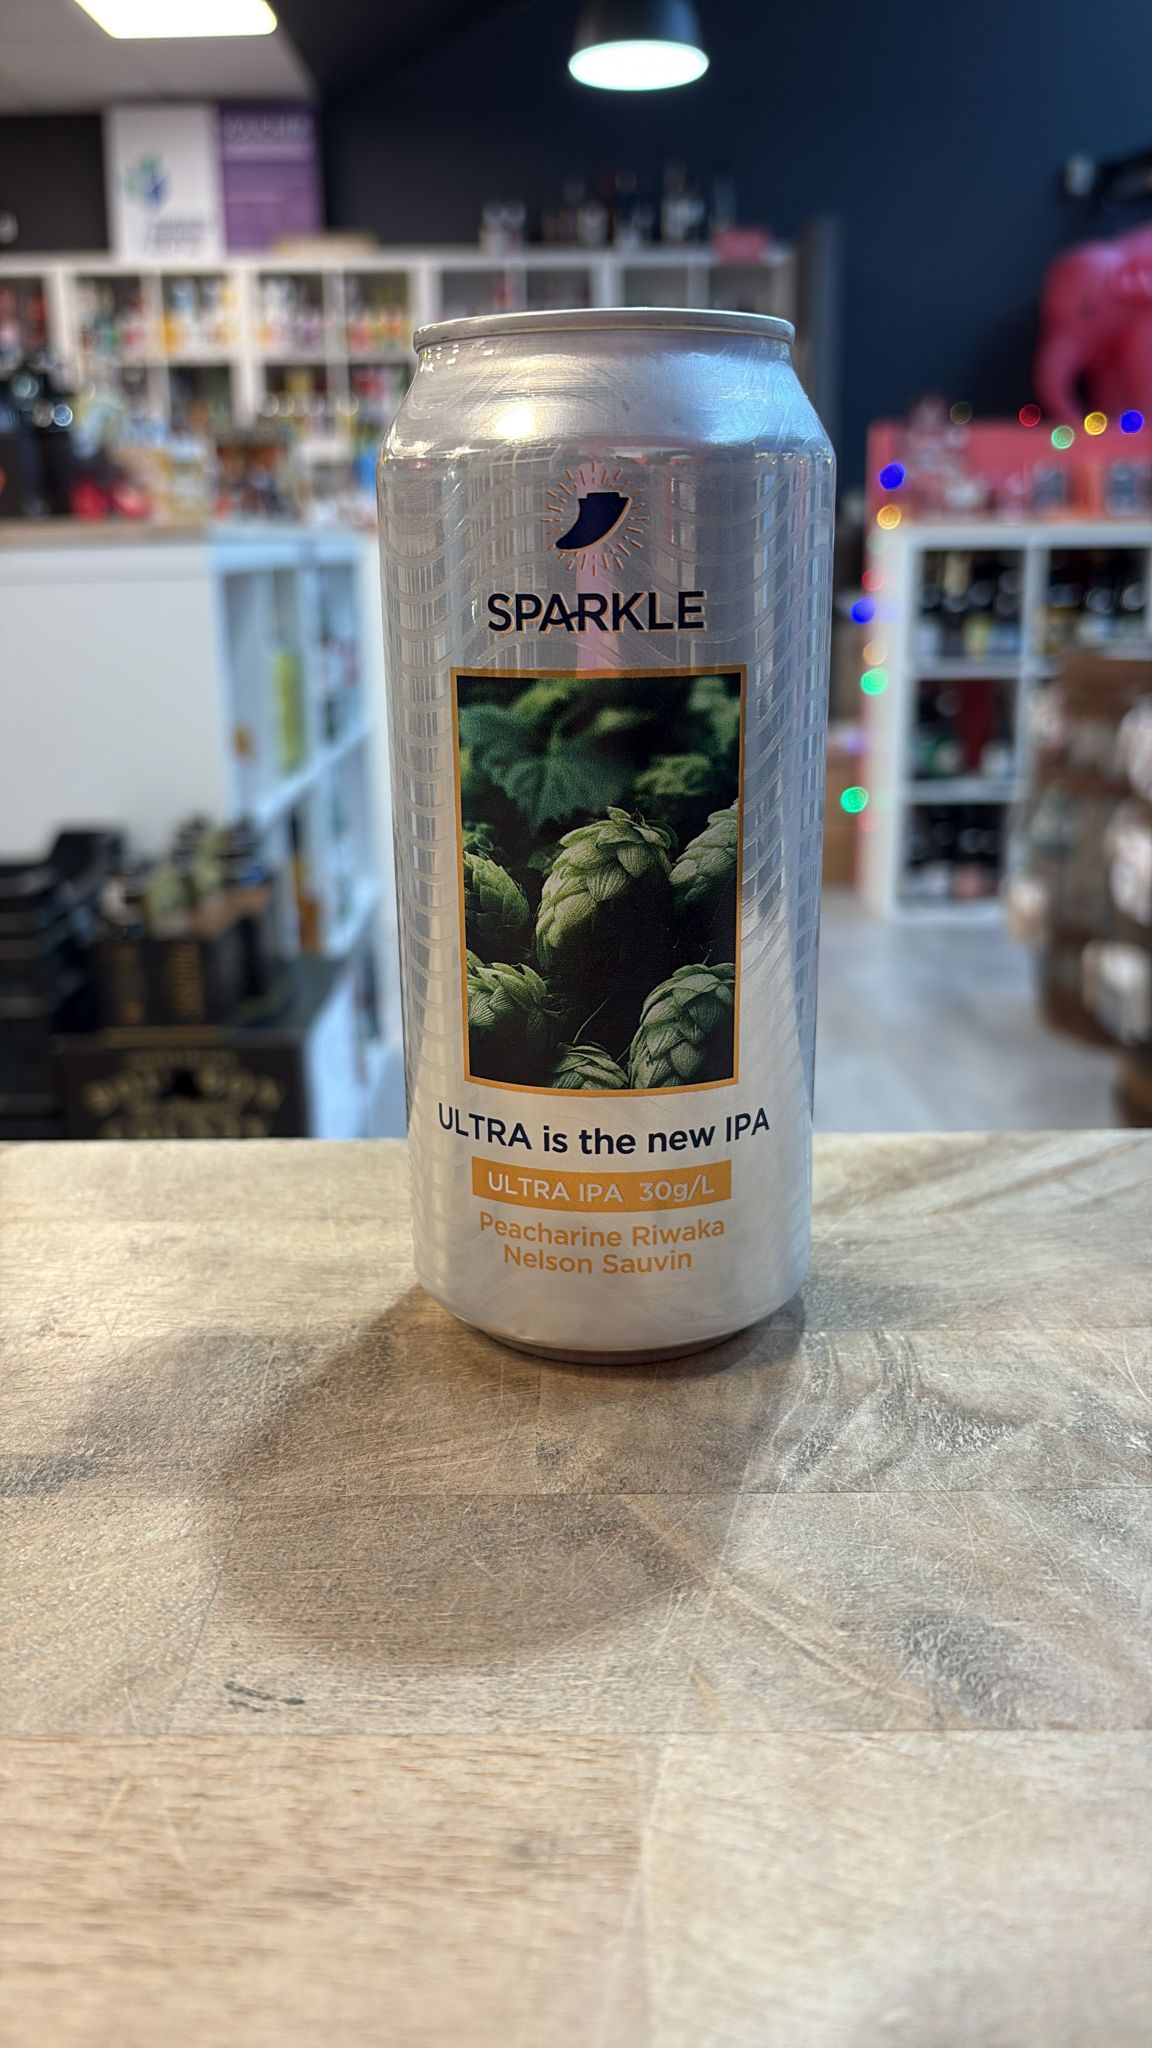 SPARKLE
ULTRA is the new IPA
ULTRA IPA 30g/L
Peacharine Riwaka
Nelson Sauvin